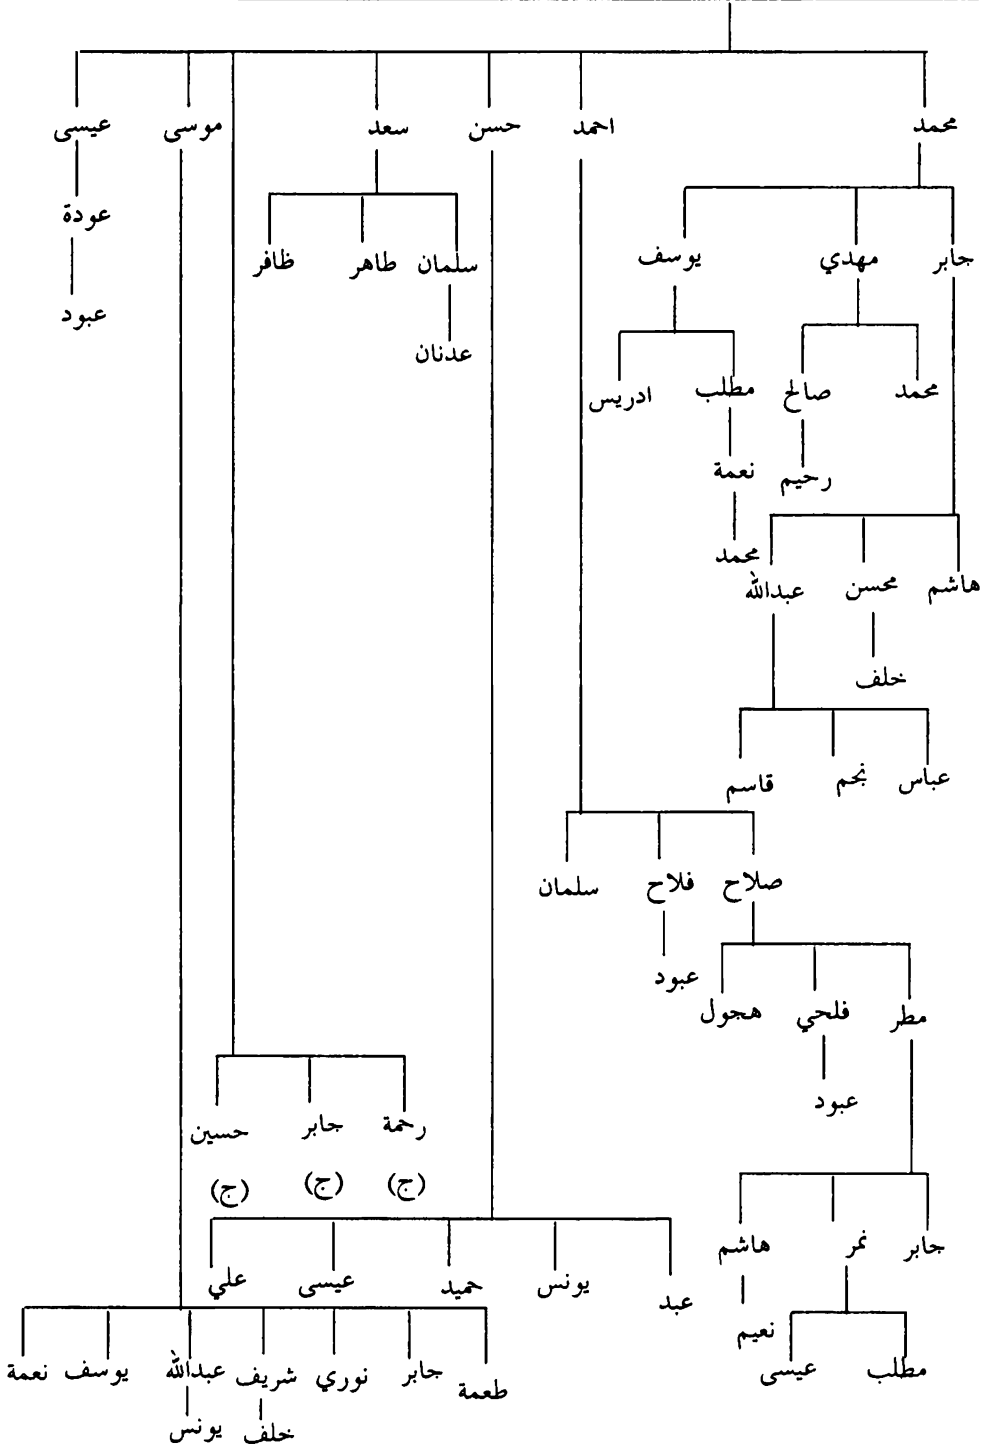 محمد احمد حسن سعد موسى عيسى
عودة
جابر مهدي يوسف سلمان طاهر ظافر
عبود
عدنان
محمد صالح مطلب ادريس
نعمة رحيم
محمد
هاشم محسن عبدالله
خلف
عباس نجم قاسم
صلاح فلاح سلمان
عبود
مطر فلحي هجول
عبود
رحمة جابر حسين
(ج) (ج) (ج)
جابر نمر هاشم
عبد يونس حميد عيسى علي
نعيم
مطلب عيسى
طعمة جابر نوري شريف عبدالله يوسف نعمة
خلف يونس